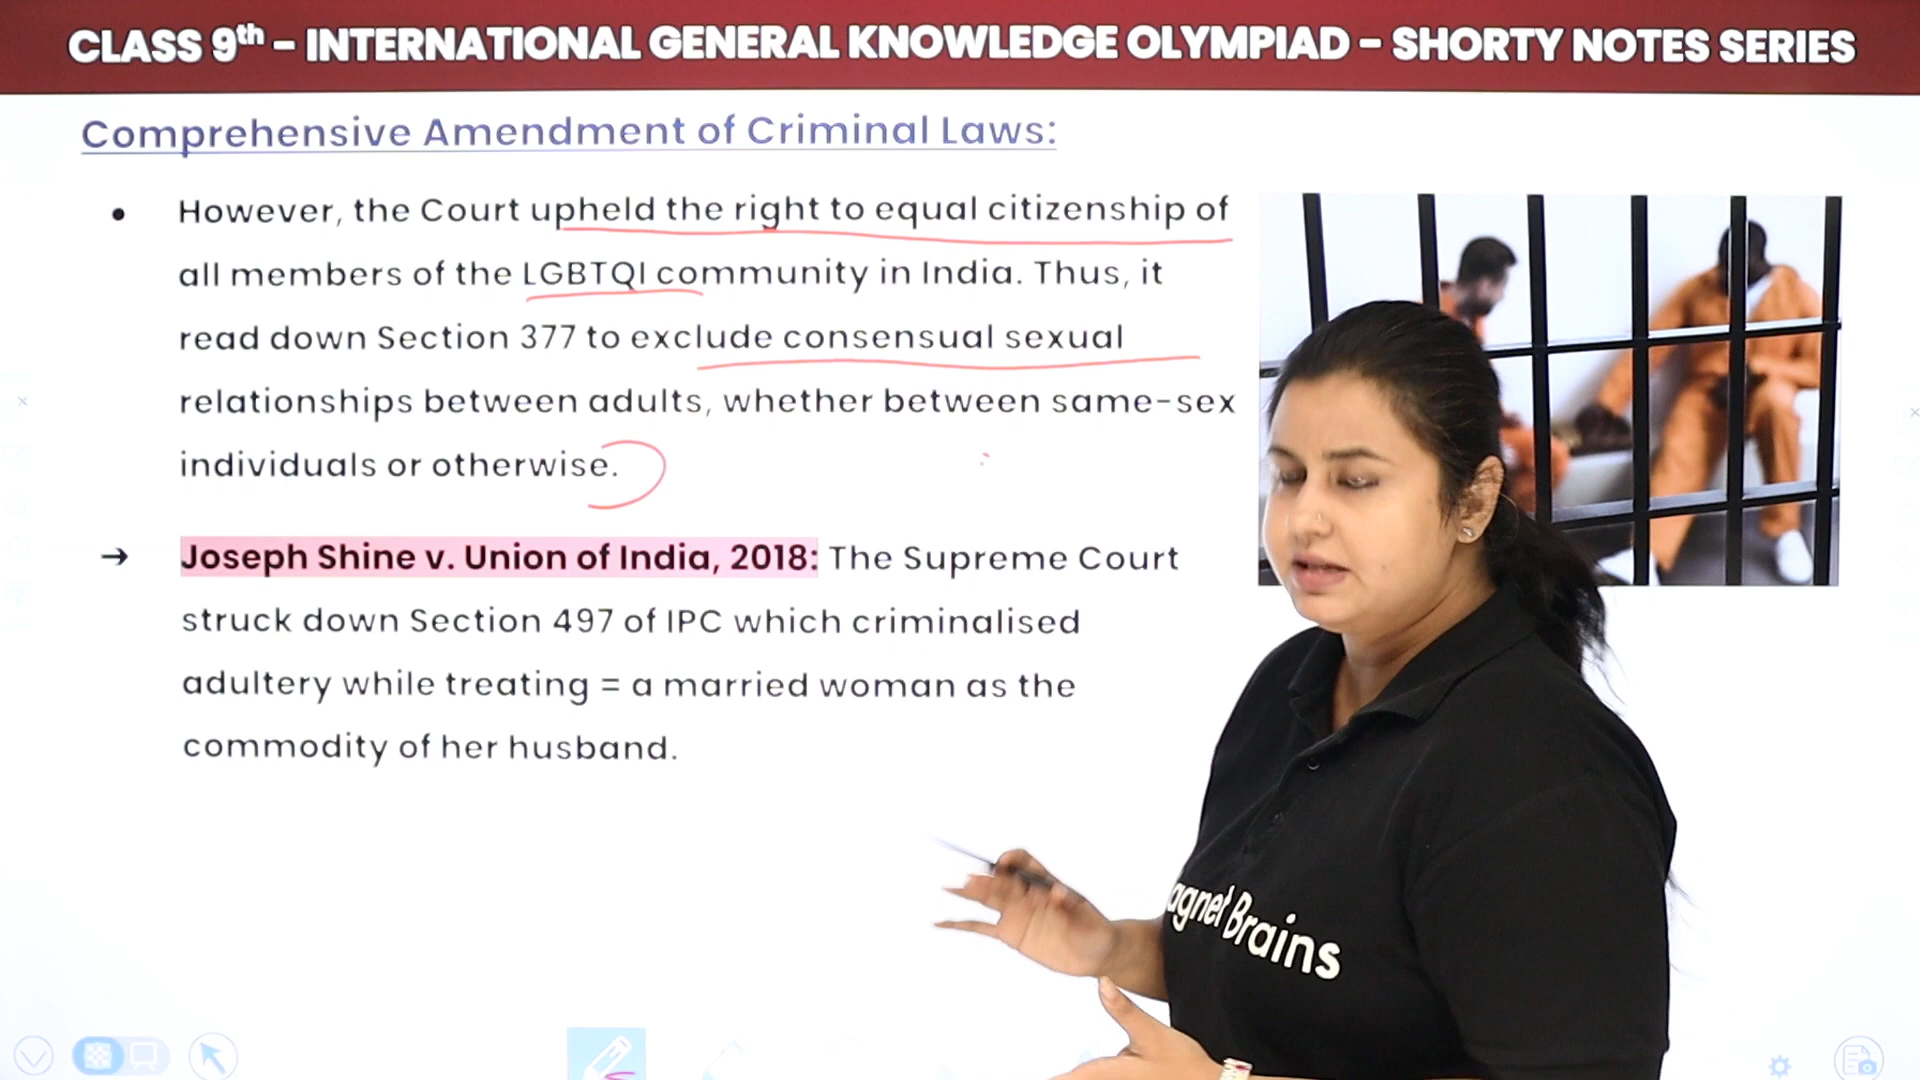 CLASS 9th - INTERNATIONAL GENERAL KNOWLEDGE OLYMPIAD - SHORTY NOTES SERIES
Comprehensive Amendment of Criminal Laws:
• However, the Court upheld the right to equal citizenship of
all members of the LGBTQI community in India. Thus, it
read down Section 377 to exclude consensual sexual
relationships between adults, whether between same-sex
individuals or otherwise.
→ Joseph Shine v. Union of India, 2018: The Supreme Court
struck down Section 497 of IPC which criminalised
adultery while treating = a married woman as the
commodity of her husband.
agnet Brains